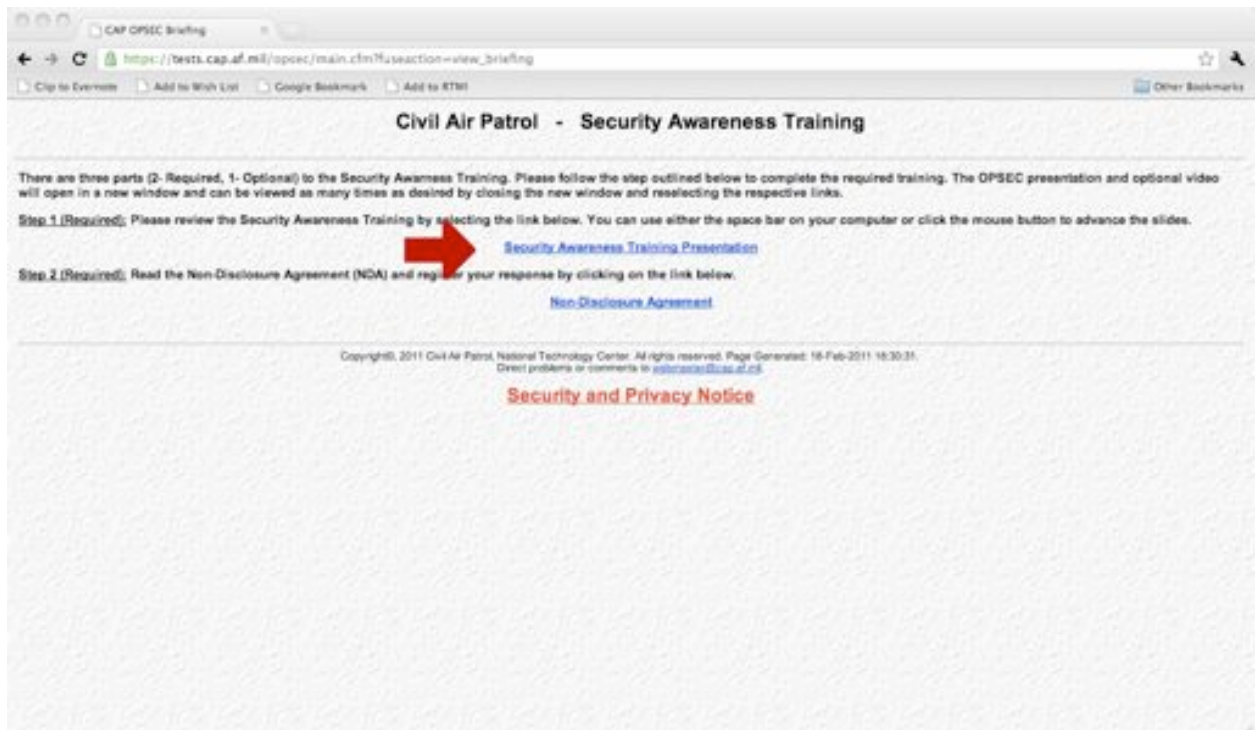 CAP OPSEC Briefing
https://tests.cap.af.mil/opsec/main.cfm?fuseaction=view_briefing
Clip to Evernote Add to Wish List Google Bookmark Add to RTM! Other Bookmarks
Civil Air Patrol - Security Awareness Training
There are three parts (2- Required, 1- Optional) to the Security Awarness Training. Please follow the step outlined below to complete the required training. The OPSEC presentation and optional video
will open in a new window and can be viewed as many times as desired by closing the new window and reselecting the respective links.
Step 1 (Required): Please review the Security Awareness Training by selecting the link below. You can use either the space bar on your computer or click the mouse button to advance the slides.
Security Awareness Training Presentation
Step 2 (Required): Read the Non-Disclosure Agreement (NDA) and register your response by clicking on the link below.
Non-Disclosure Agreement
Copyright©, 2011 Civil Air Patrol, National Technology Center. All rights reserved. Page Generated: 16-Feb-2011 18:30:31.
Direct problems or comments to webmaster@cap.af.mil
Security and Privacy Notice